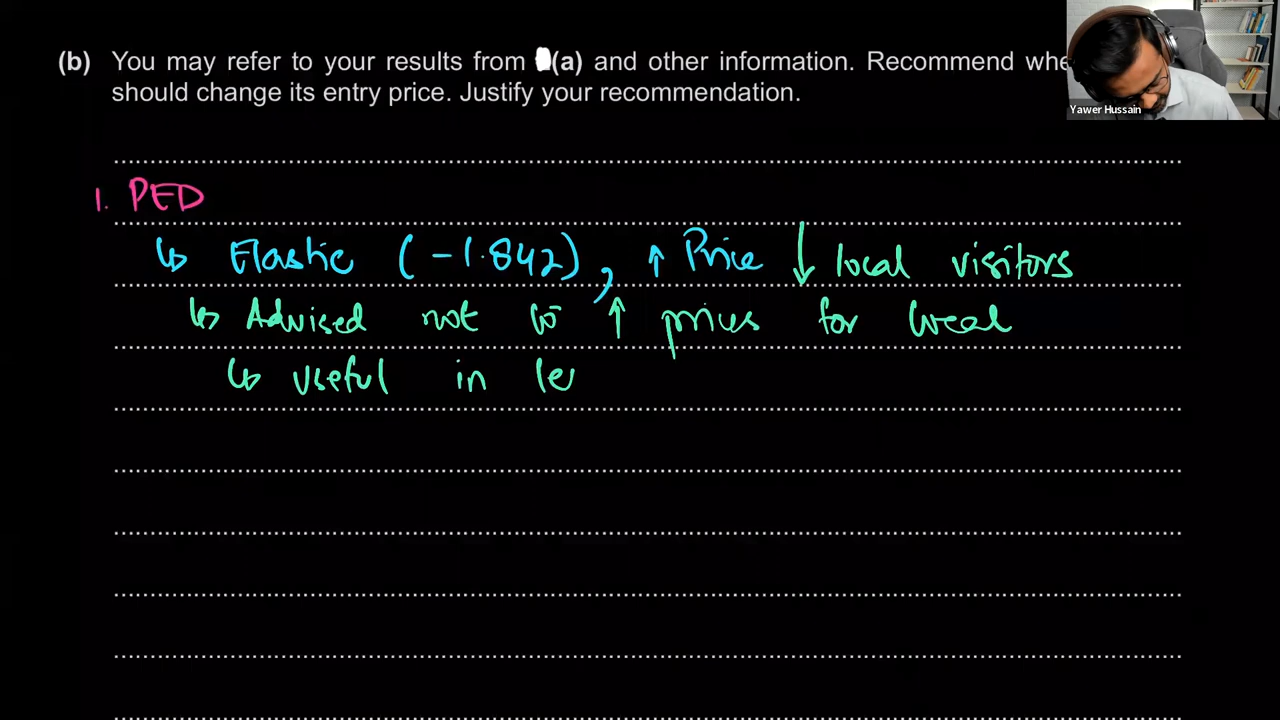 (b) You may refer to your results from (a) and other information. Recommend whe
should change its entry price. Justify your recommendation.
Yawer Hussain
1. PED
↳ Elastic (-1.842), ↑ Price ↓ local visitors
↳ Advised not to ↑ prices for local
↳ Useful in le